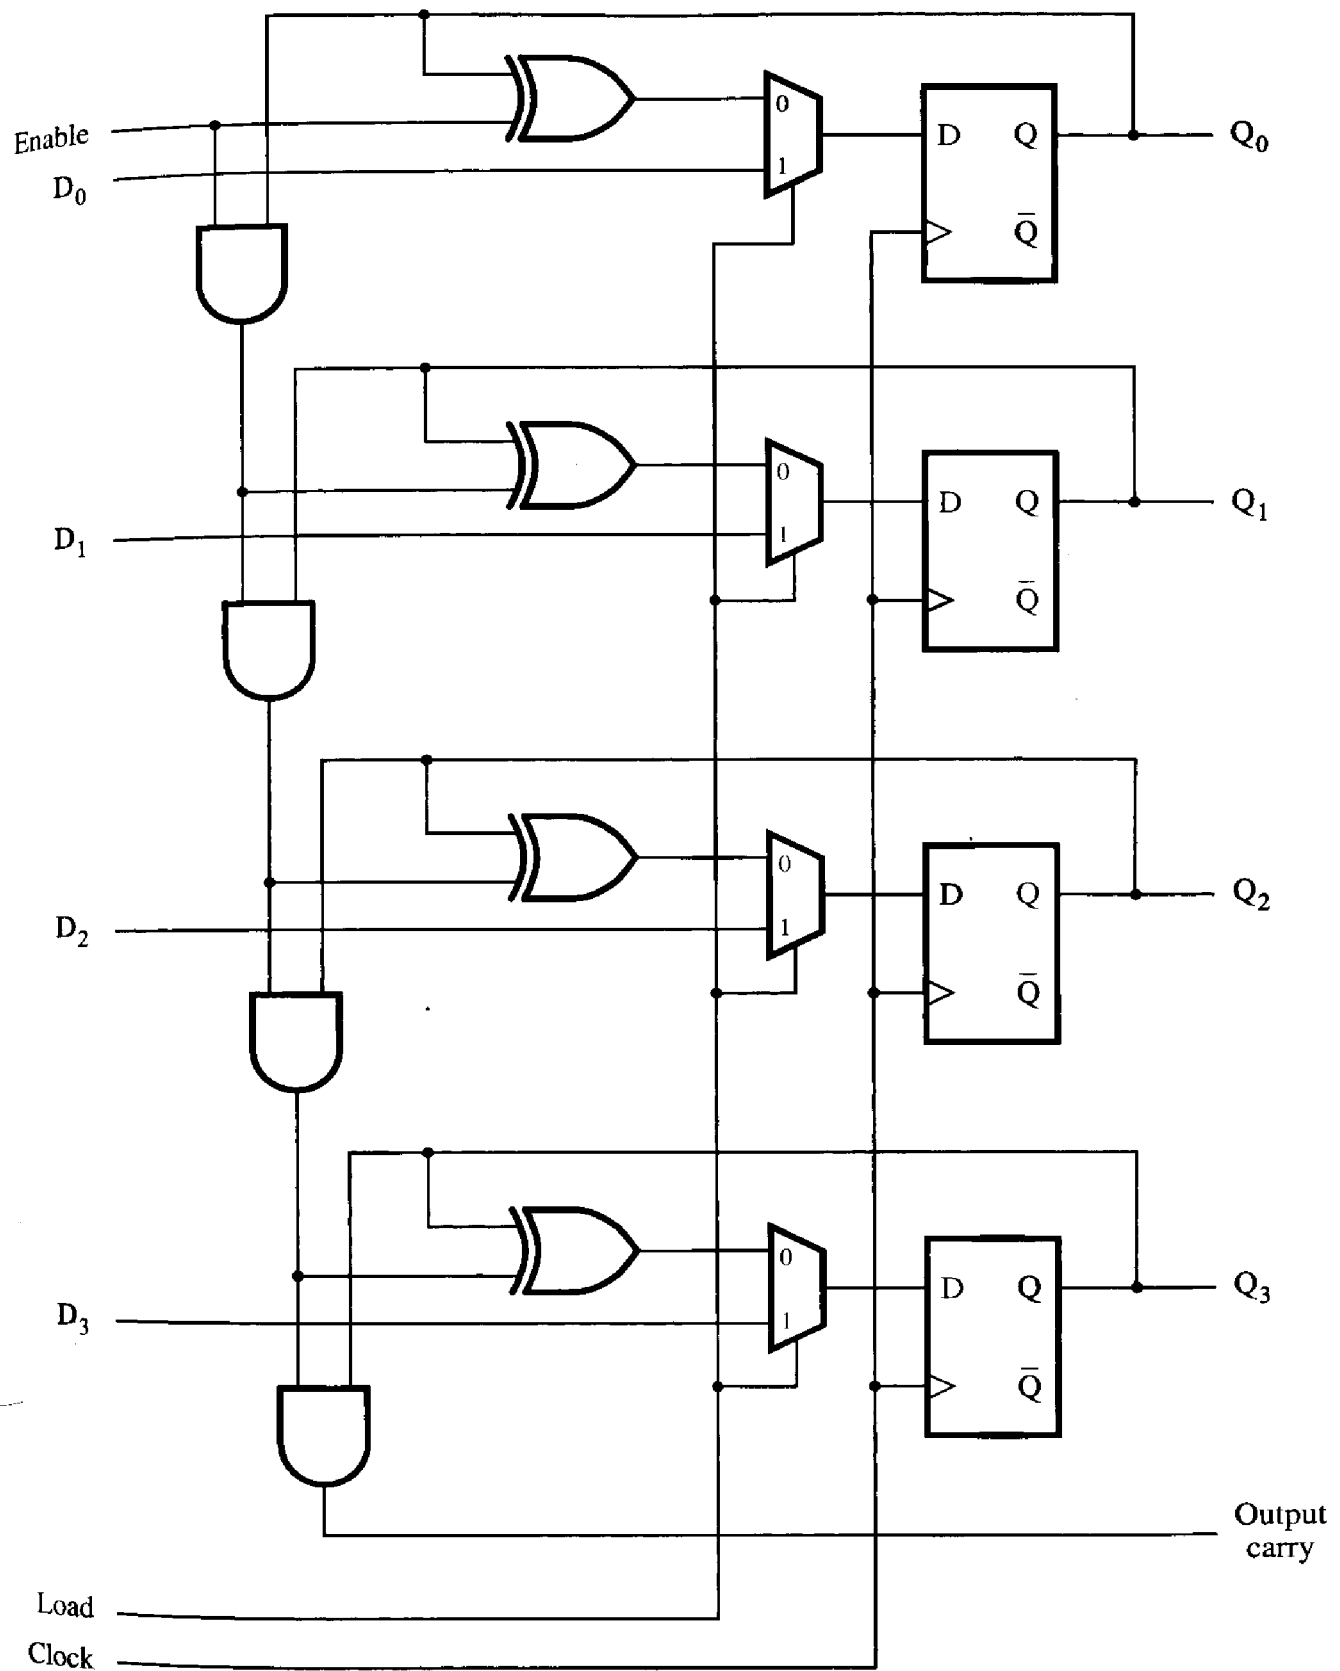 Enable
D₀
0
1
D Q
Q̅
Q₀
D₁
0
1
D Q
Q̅
Q₁
D₂
0
1
D Q
Q̅
Q₂
D₃
0
1
D Q
Q̅
Q₃
Output
carry
Load
Clock